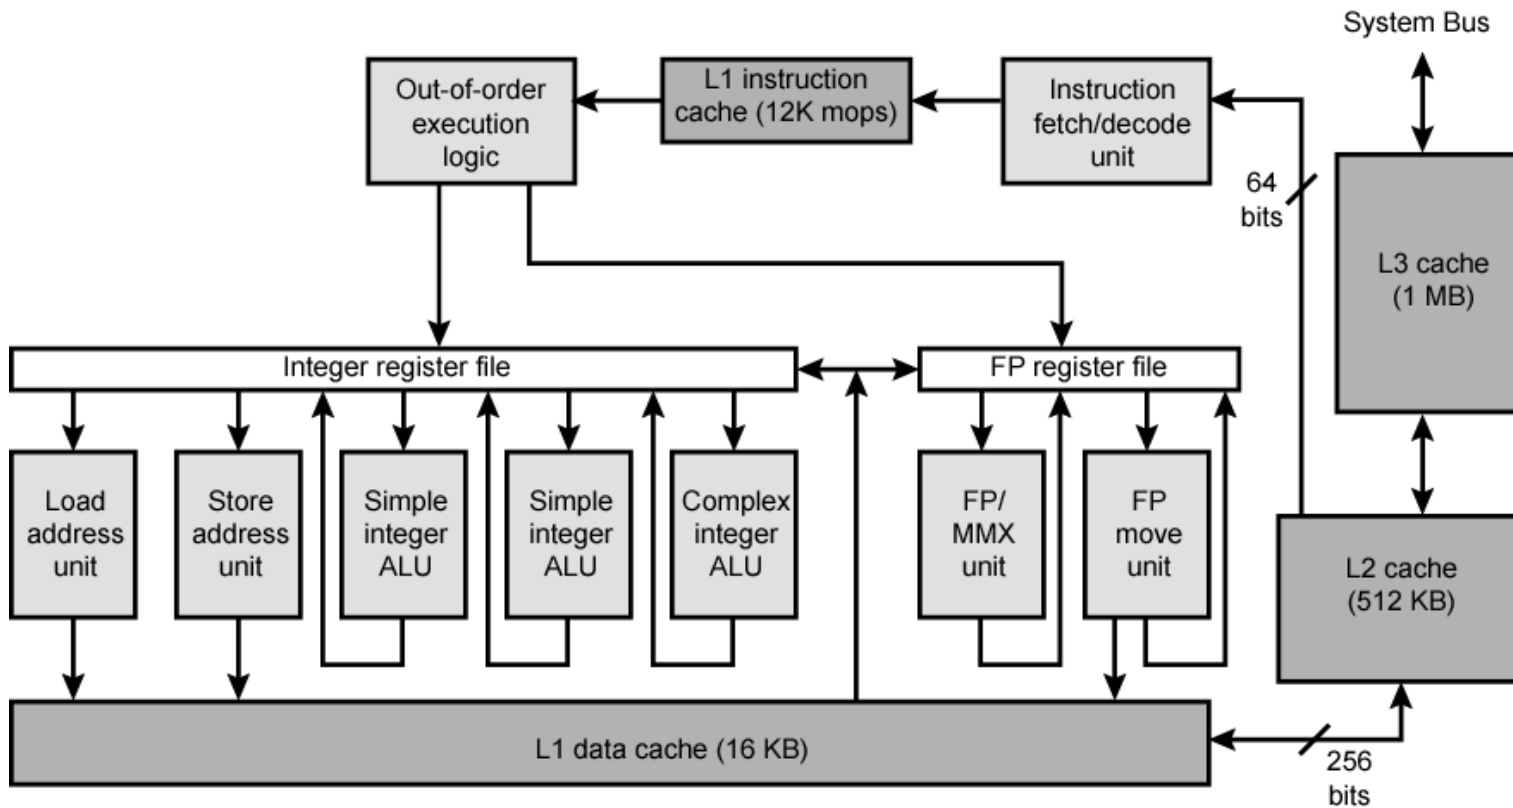 System Bus
Out-of-order
execution
logic
L1 instruction
cache (12K mops)
Instruction
fetch/decode
unit
64
bits
L3 cache
(1 MB)
Integer register file
FP register file
Load
address
unit
Store
address
unit
Simple
integer
ALU
Simple
integer
ALU
Complex
integer
ALU
FP/
MMX
unit
FP
move
unit
L2 cache
(512 KB)
L1 data cache (16 KB)
256
bits